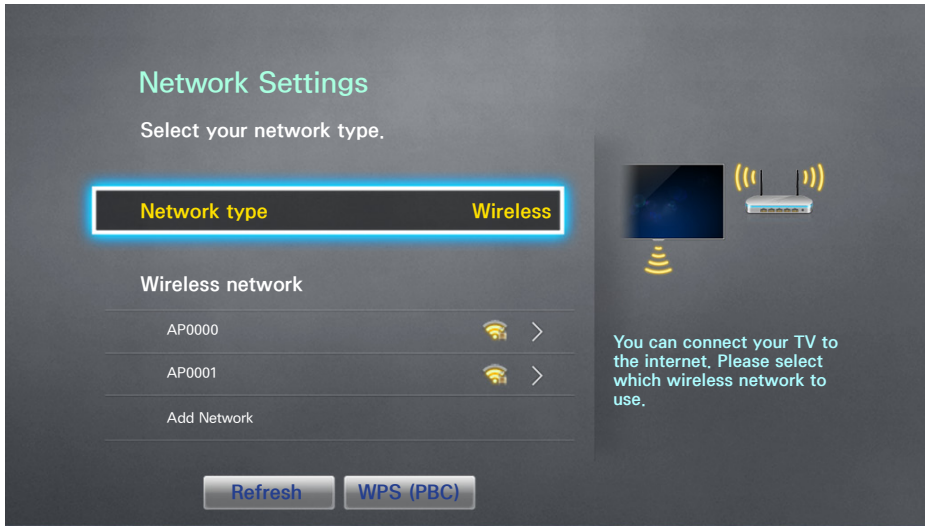 Network Settings
Select your network type.
Network type Wireless
Wireless network
AP0000
AP0001
Add Network
Refresh WPS (PBC)
You can connect your TV to
the internet. Please select
which wireless network to
use.